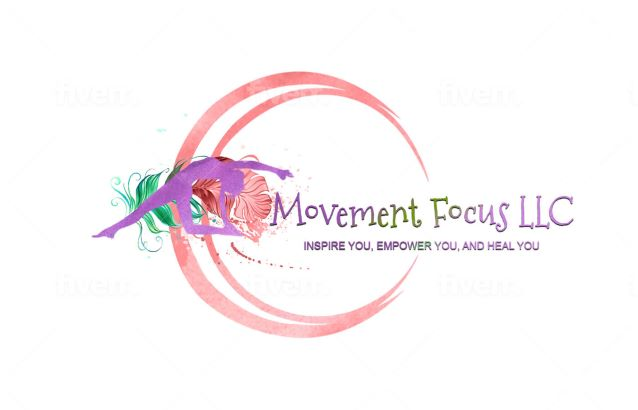 Movement Focus LLC
INSPIRE YOU, EMPOWER YOU, AND HEAL YOU